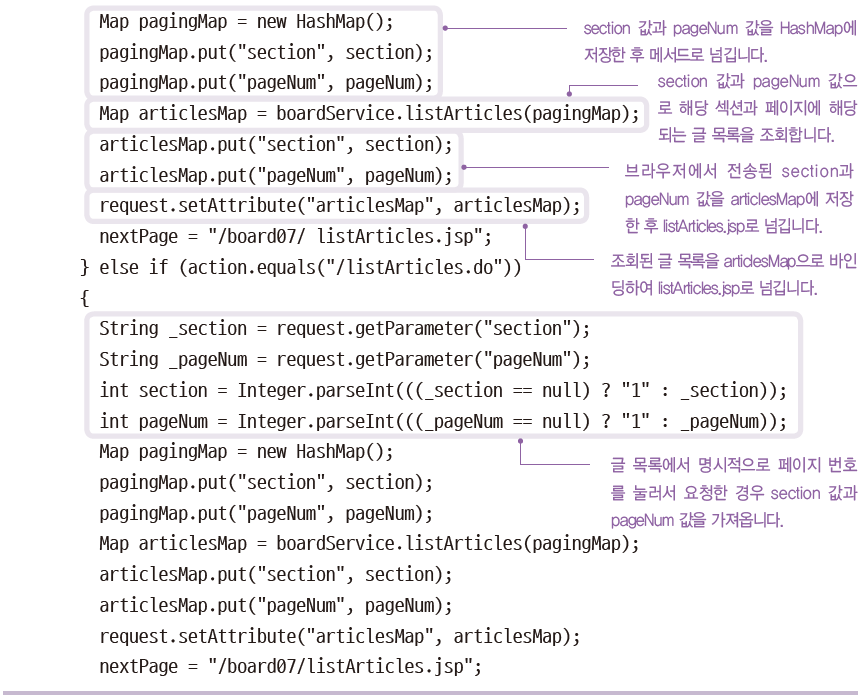 Map pagingMap = new HashMap();
pagingMap.put("section", section);
pagingMap.put("pageNum", pageNum);
section 값과 pageNum 값을 HashMap에
저장한 후 메서드로 넘깁니다.
Map articlesMap = boardService.listArticles(pagingMap);
section 값과 pageNum 값으
로 해당 섹션과 페이지에 해당
되는 글 목록을 조회합니다.
articlesMap.put("section", section);
articlesMap.put("pageNum", pageNum);
브라우저에서 전송된 section과
pageNum 값을 articlesMap에 저장
한 후 listArticles.jsp로 넘깁니다.
request.setAttribute("articlesMap", articlesMap);
조회된 글 목록을 articlesMap으로 바인
딩하여 listArticles.jsp로 넘깁니다.
nextPage = "/board07/ listArticles.jsp";
} else if (action.equals("/listArticles.do"))
{
String _section = request.getParameter("section");
String _pageNum = request.getParameter("pageNum");
int section = Integer.parseInt(((_section == null) ? "1" : _section));
int pageNum = Integer.parseInt(((_pageNum == null) ? "1" : _pageNum));
글 목록에서 명시적으로 페이지 번호
를 눌러서 요청한 경우 section 값과
pageNum 값을 가져옵니다.
Map pagingMap = new HashMap();
pagingMap.put("section", section);
pagingMap.put("pageNum", pageNum);
Map articlesMap = boardService.listArticles(pagingMap);
articlesMap.put("section", section);
articlesMap.put("pageNum", pageNum);
request.setAttribute("articlesMap", articlesMap);
nextPage = "/board07/listArticles.jsp";